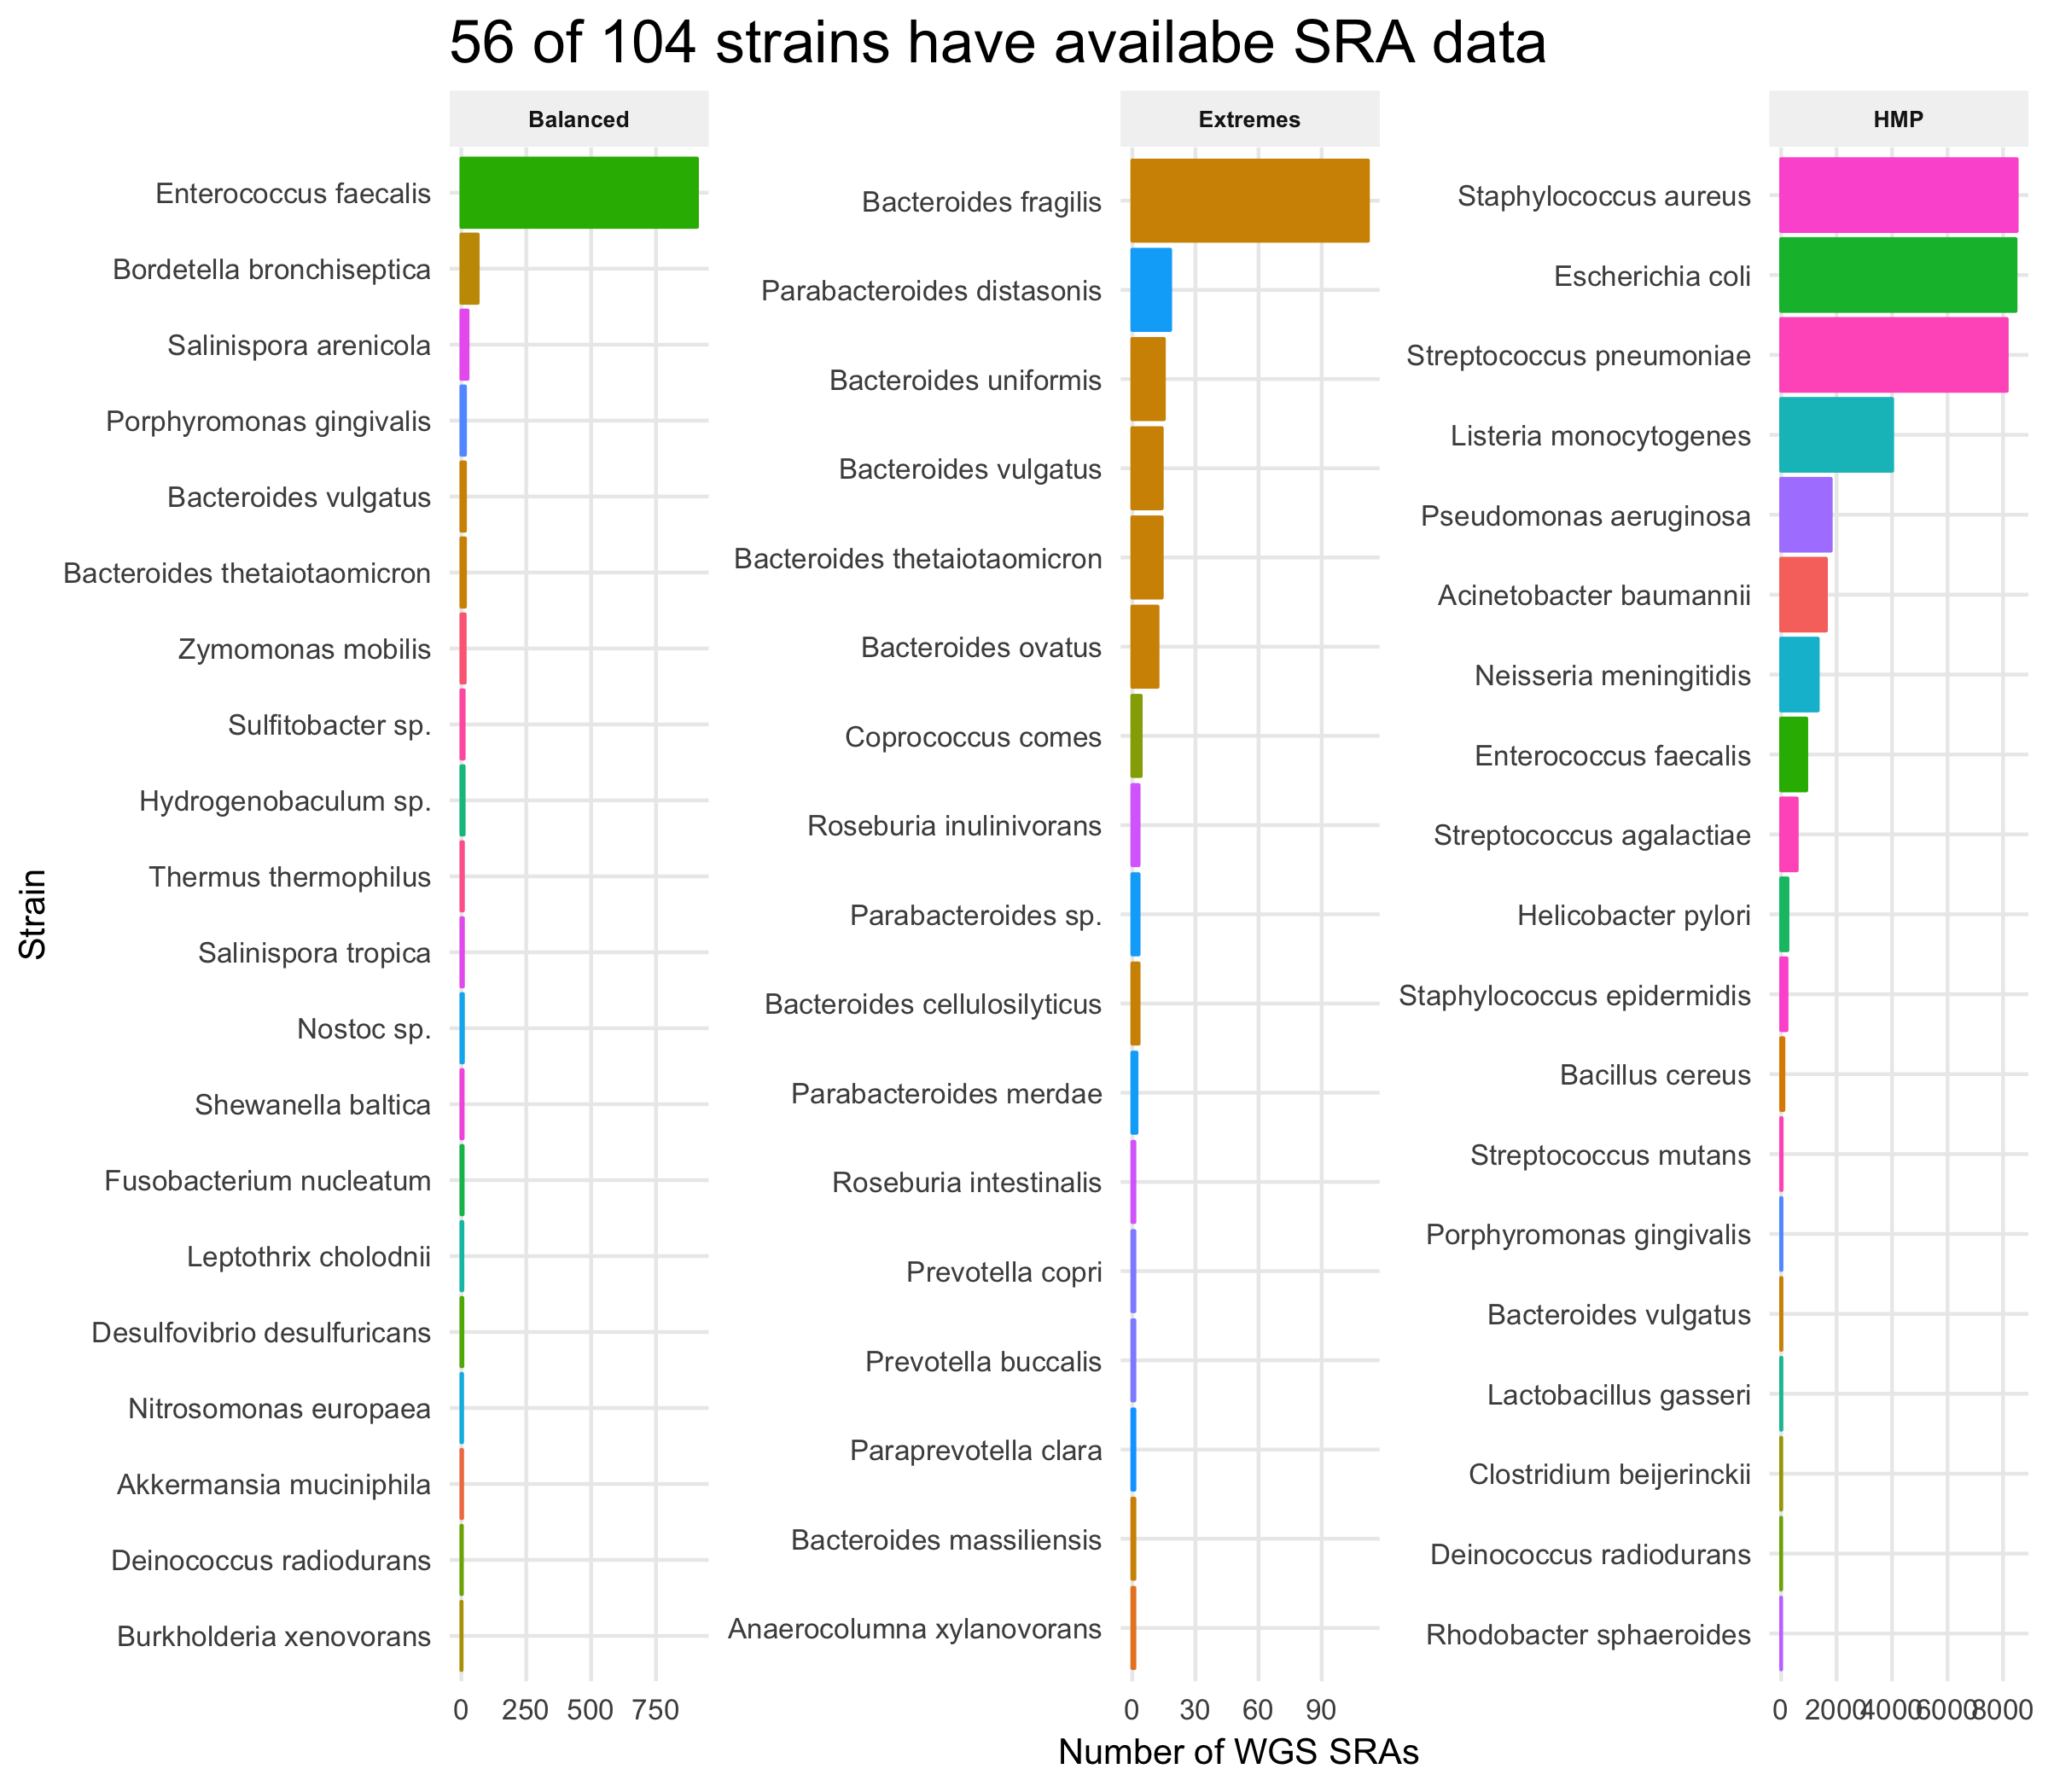 56 of 104 strains have availabe SRA data
Strain
Balanced
Enterococcus faecalis
Bordetella bronchiseptica
Salinispora arenicola
Porphyromonas gingivalis
Bacteroides vulgatus
Bacteroides thetaiotaomicron
Zymomonas mobilis
Sulfitobacter sp.
Hydrogenobaculum sp.
Thermus thermophilus
Salinispora tropica
Nostoc sp.
Shewanella baltica
Fusobacterium nucleatum
Leptothrix cholodnii
Desulfovibrio desulfuricans
Nitrosomonas europaea
Akkermansia muciniphila
Deinococcus radiodurans
Burkholderia xenovorans
0 250 500 750
Extremes
Bacteroides fragilis
Parabacteroides distasonis
Bacteroides uniformis
Bacteroides vulgatus
Bacteroides thetaiotaomicron
Bacteroides ovatus
Coprococcus comes
Roseburia inulinivorans
Parabacteroides sp.
Bacteroides cellulosilyticus
Parabacteroides merdae
Roseburia intestinalis
Prevotella copri
Prevotella buccalis
Paraprevotella clara
Bacteroides massiliensis
Anaerocolumna xylanovorans
0 30 60 90
HMP
Staphylococcus aureus
Escherichia coli
Streptococcus pneumoniae
Listeria monocytogenes
Pseudomonas aeruginosa
Acinetobacter baumannii
Neisseria meningitidis
Enterococcus faecalis
Streptococcus agalactiae
Helicobacter pylori
Staphylococcus epidermidis
Bacillus cereus
Streptococcus mutans
Porphyromonas gingivalis
Bacteroides vulgatus
Lactobacillus gasseri
Clostridium beijerinckii
Deinococcus radiodurans
Rhodobacter sphaeroides
0 2000 4000 6000 8000
Number of WGS SRAs